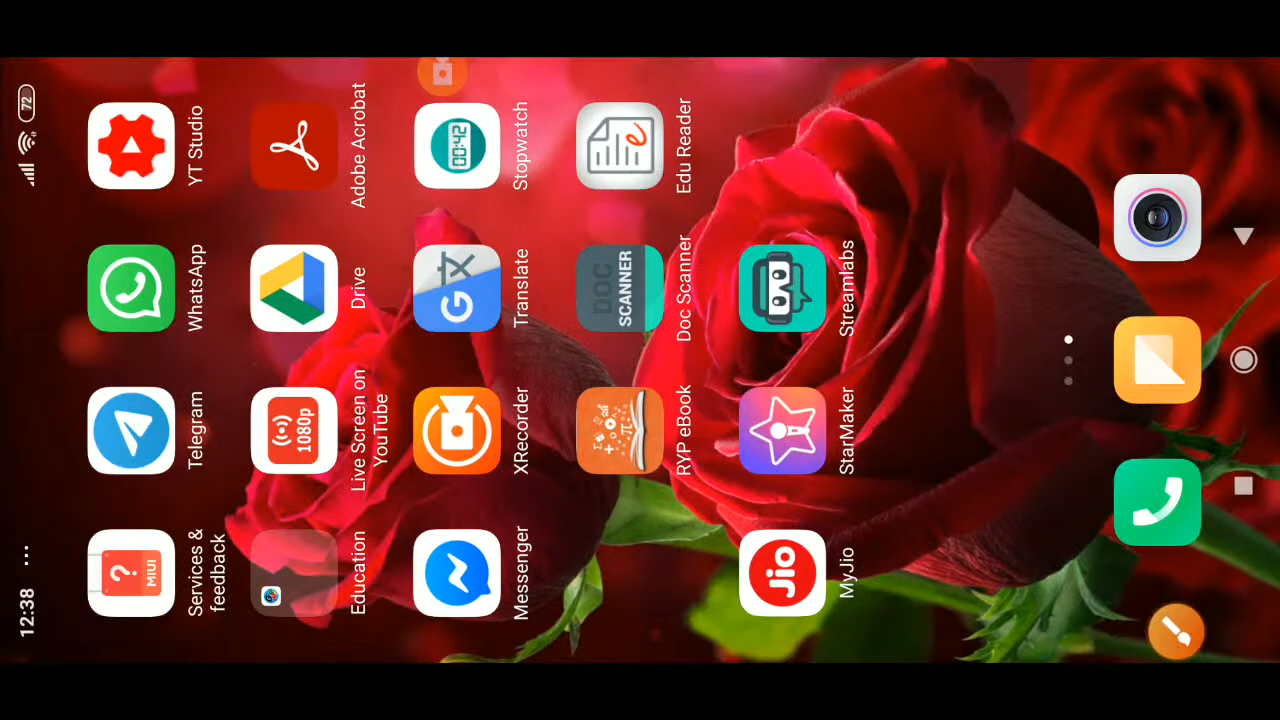 12:38 ...
72
?
MIUI
Services &
feedback
Telegram
WhatsApp
YT Studio
Education
1080p
Live Screen on
YouTube
Drive
Adobe Acrobat
Messenger
XRecorder
G
Translate
00:42
Stopwatch
RYP eBook
DOC
SCANNER
Doc Scanner
e
Edu Reader
Jio
MyJio
StarMaker
Streamlabs